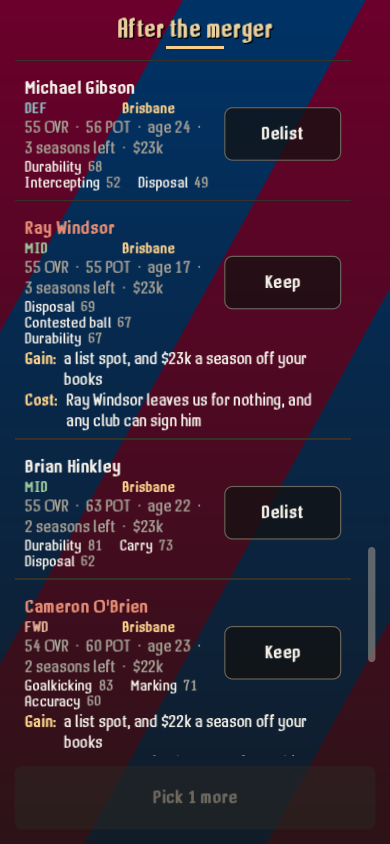 After the merger
Michael Gibson
DEF Brisbane
55 OVR · 56 POT · age 24 ·
3 seasons left · $23k
Durability 68
Intercepting 52 Disposal 49
Delist
Ray Windsor
MID Brisbane
55 OVR · 55 POT · age 17 ·
3 seasons left · $23k
Disposal 69
Contested ball 67
Durability 67
Keep
Gain: a list spot, and $23k a season off your
books
Cost: Ray Windsor leaves us for nothing, and
any club can sign him
Brian Hinkley
MID Brisbane
55 OVR · 63 POT · age 22 ·
2 seasons left · $23k
Durability 81 Carry 73
Disposal 62
Delist
Cameron O'Brien
FWD Brisbane
54 OVR · 60 POT · age 23 ·
2 seasons left · $22k
Goalkicking 83 Marking 71
Accuracy 60
Keep
Gain: a list spot, and $22k a season off your
books
Pick 1 more